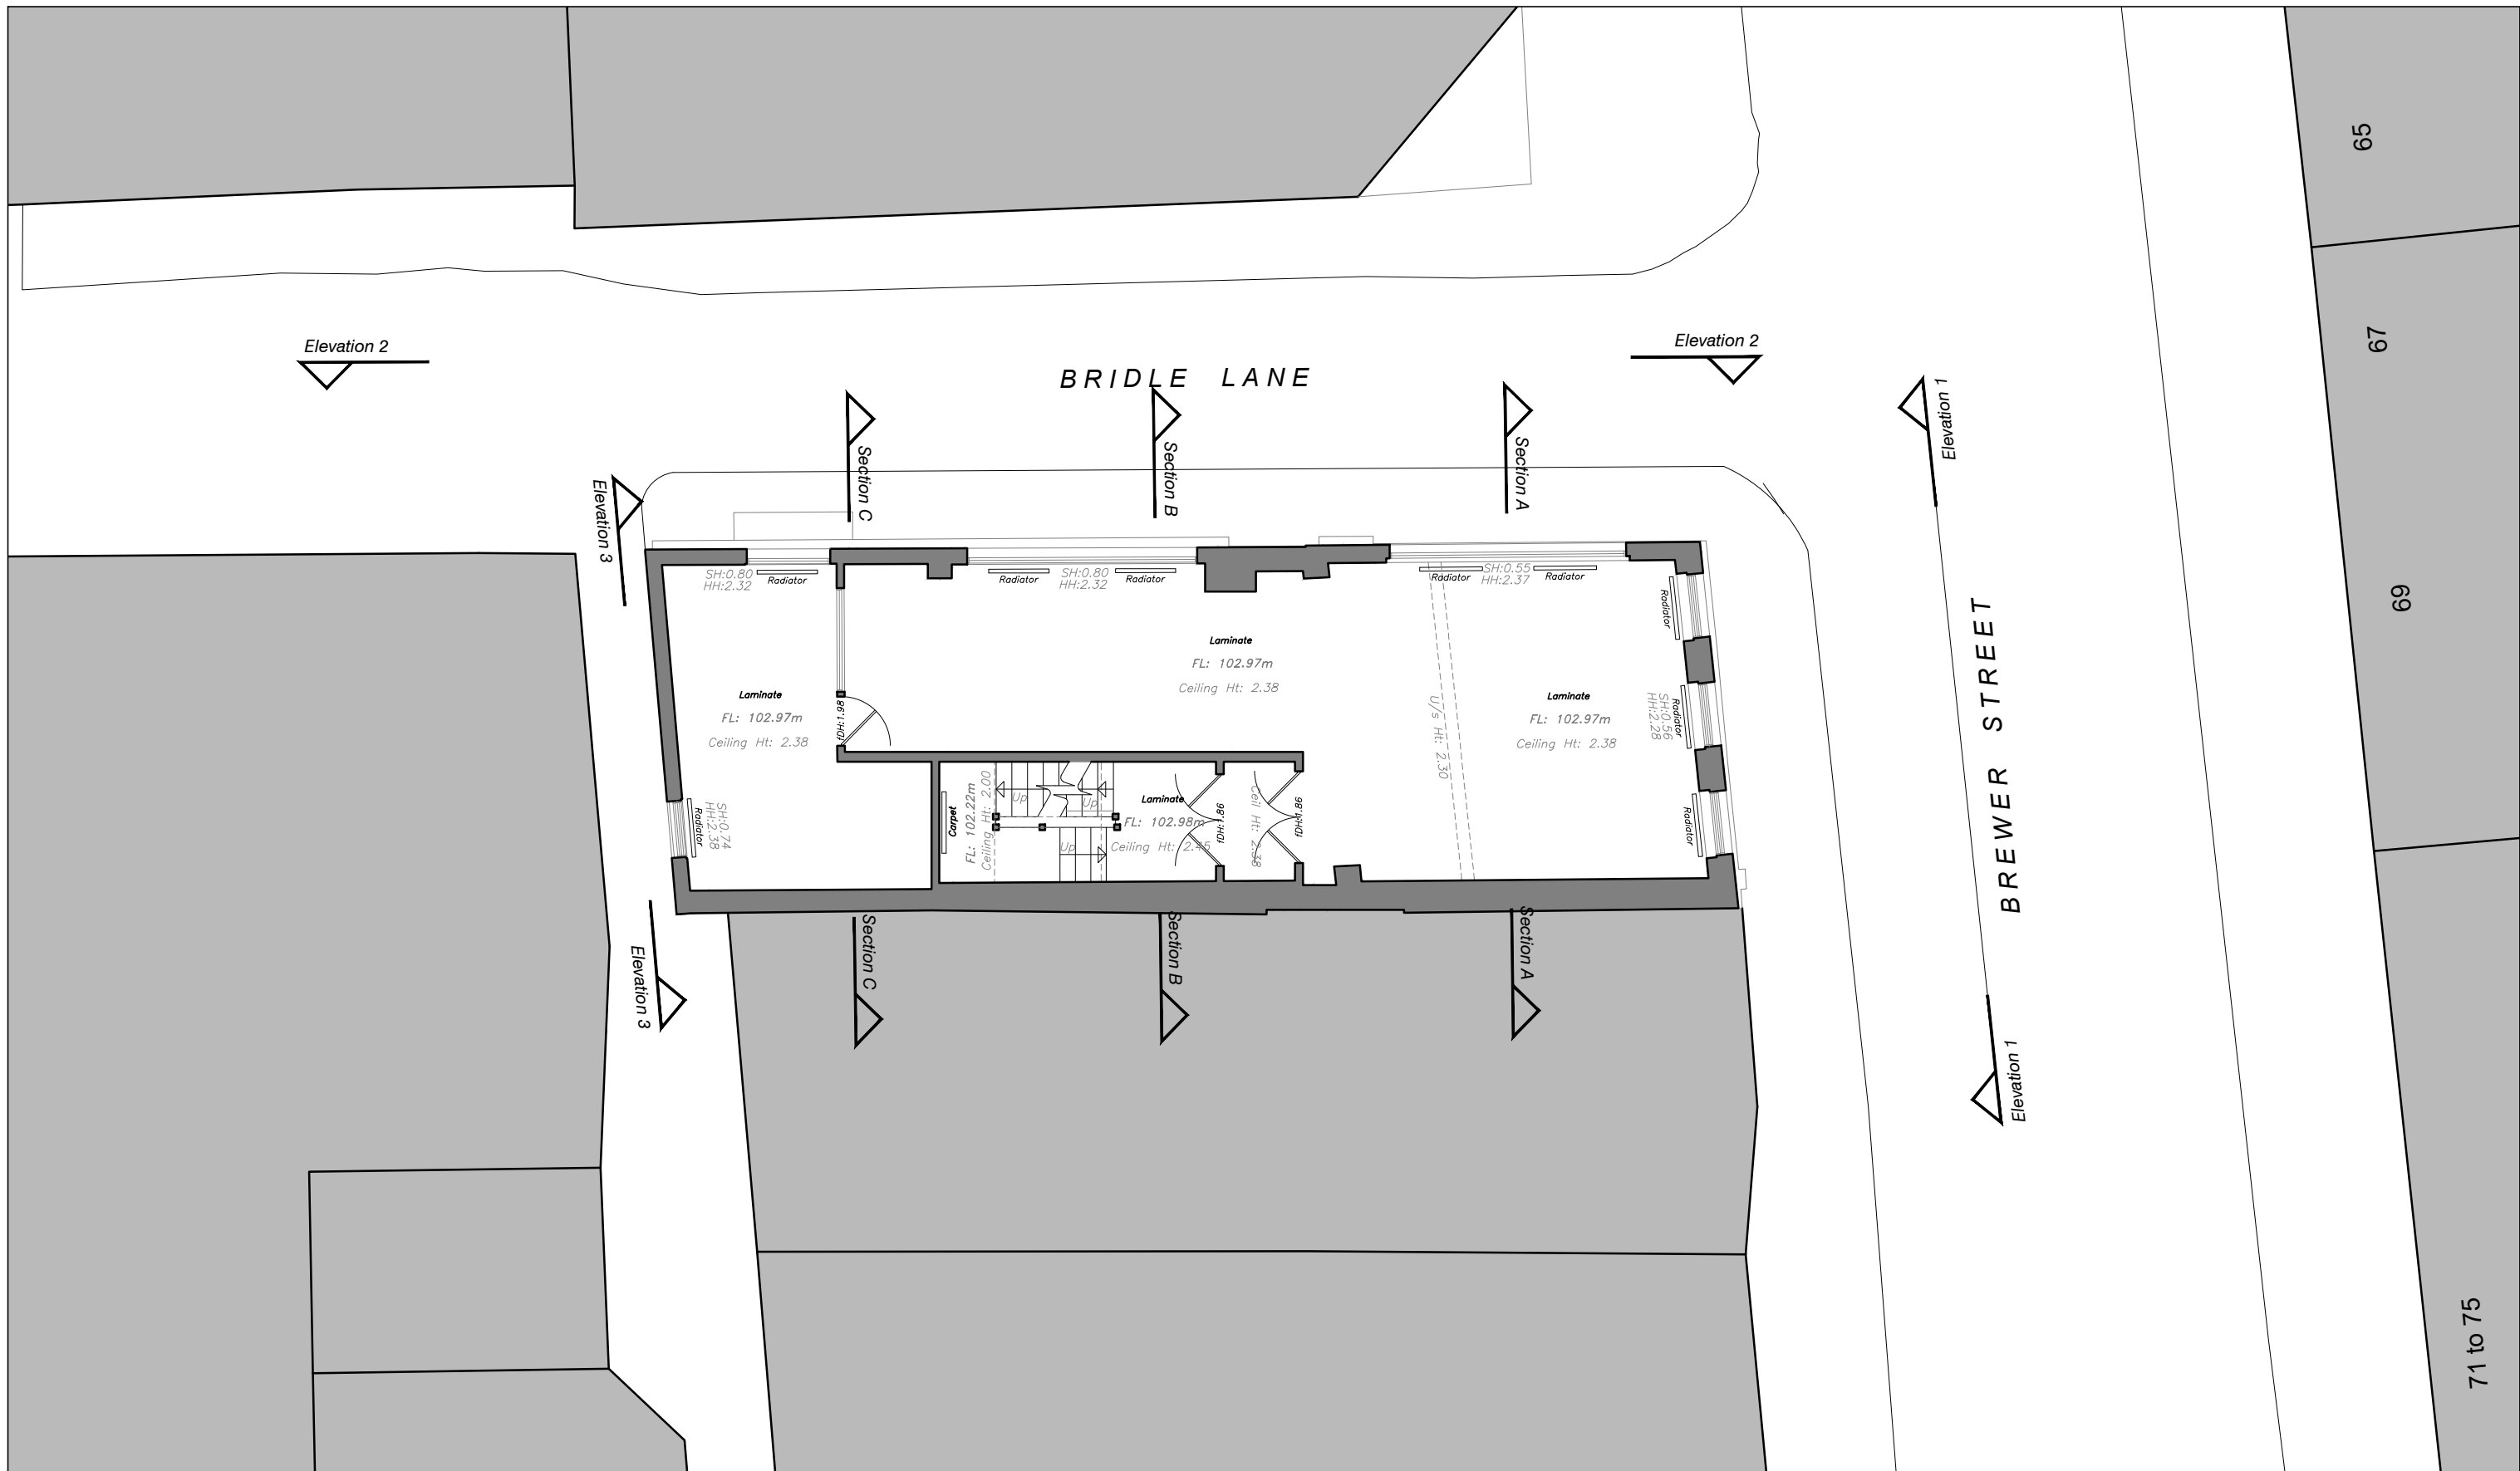 65
67
69
71 to 75
Elevation 2
Elevation 2
BRIDLE LANE
Elevation 1
BREWER STREET
Elevation 1
Section C
Section B
Section A
Elevation 3
SH:0.80
HH:2.32
Radiator
Radiator
SH:0.80
HH:2.32
Radiator
Radiator
SH:0.55
HH:2.37
Radiator
Radiator
Laminate
FL: 102.97m
Ceiling Ht: 2.38
Laminate
FL: 102.97m
Ceiling Ht: 2.38
fDH:1.98
U/s Ht: 2.30
Laminate
FL: 102.97m
Ceiling Ht: 2.38
Radiator
SH:0.56
HH:2.28
Radiator
SH:0.74
HH:2.38
Radiator
Carpet
FL: 102.22m
Ceiling Ht: 2.00
Up
Up
Up
Laminate
FL: 102.98m
Ceiling Ht: 2.45
fDH:1.98
Ceil Ht: 2.38
fDH:1.98
Radiator
Elevation 3
Section C
Section B
Section A